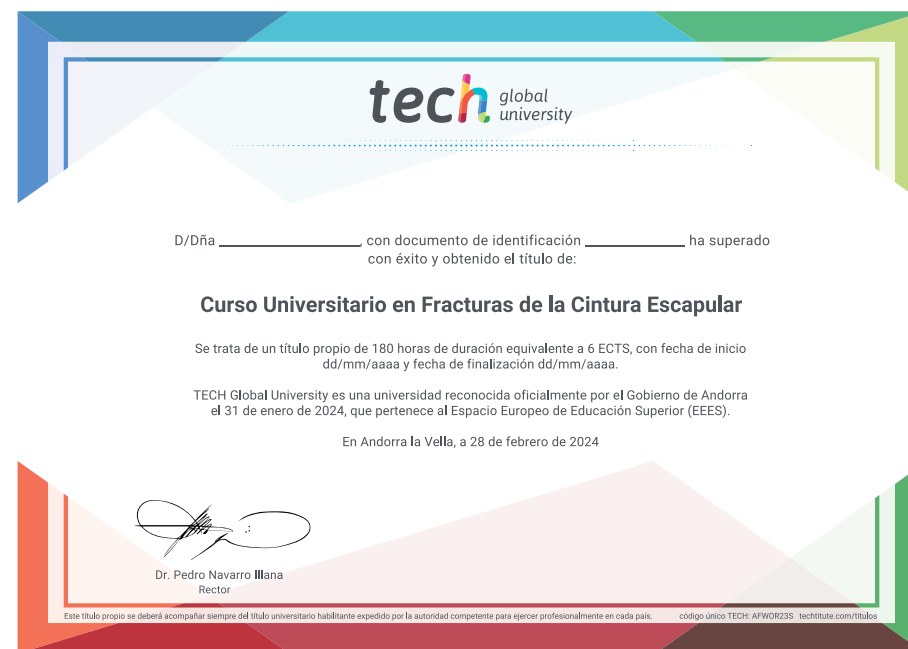 tech global university
D/Dña ____________________, con documento de identificación ______________ ha superado
con éxito y obtenido el título de:
Curso Universitario en Fracturas de la Cintura Escapular
Se trata de un título propio de 180 horas de duración equivalente a 6 ECTS, con fecha de inicio
dd/mm/aaaa y fecha de finalización dd/mm/aaaa.
TECH Global University es una universidad reconocida oficialmente por el Gobierno de Andorra
el 31 de enero de 2024, que pertenece al Espacio Europeo de Educación Superior (EEES).
En Andorra la Vella, a 28 de febrero de 2024
Dr. Pedro Navarro Illana
Rector
Este título propio se deberá acompañar siempre del título universitario habilitante expedido por la autoridad competente para ejercer profesionalmente en cada país. código único TECH: AFWOR23S techtitute.com/titulos